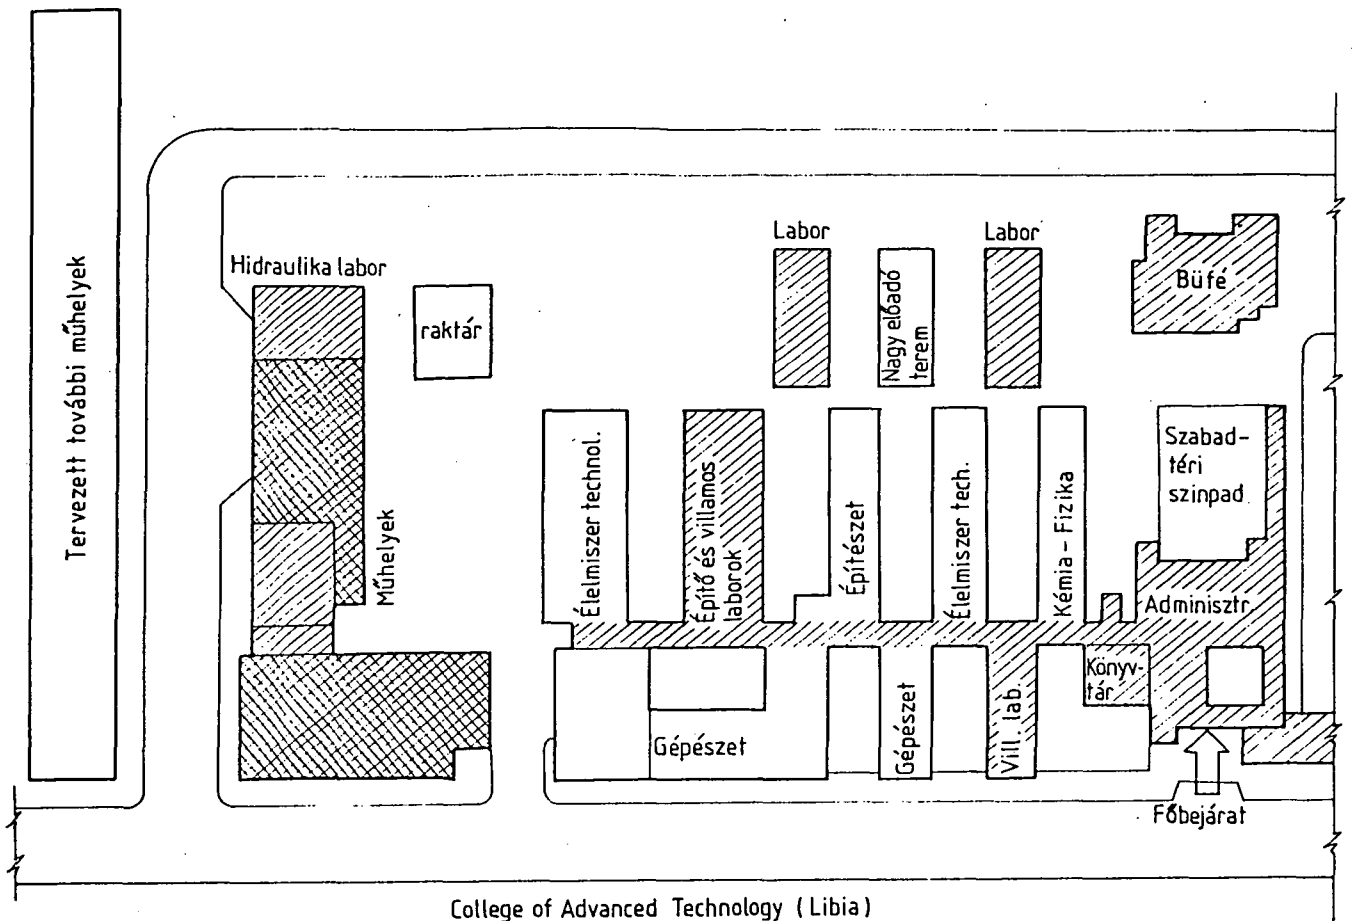 Tervezett további műhelyek
Hidraulika labor
raktár
Műhelyek
Labor
Nagy előadó
terem
Labor
Büfé
Élelmiszer technol.
Építő és villamos
laborok
Építészet
Élelmiszer tech.
Kémia - Fizika
Szabad-
téri
szinpad
Adminisztr.
Könyv-
tár
Gépészet
Gépészet
Vill. lab.
Főbejárat
College of Advanced Technology (Libia)